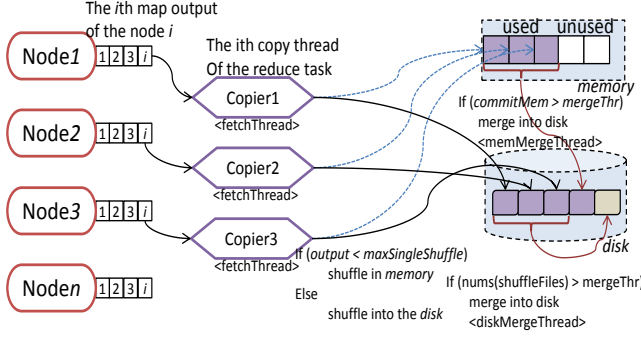 The ith map output
of the node i
Node1
1 2 3 i
The ith copy thread
Of the reduce task
Copier1
<fetchThread>
used unused
memory
If (commitMem > mergeThr)
merge into disk
<memMergeThread>
Node2
1 2 3 i
Copier2
<fetchThread>
Node3
1 2 3 i
Copier3
<fetchThread>
disk
If (output < maxSingleShuffle)
shuffle in memory
Else
shuffle into the disk
If (nums(shuffleFiles) > mergeThr)
merge into disk
<diskMergeThread>
Noden
1 2 3 i